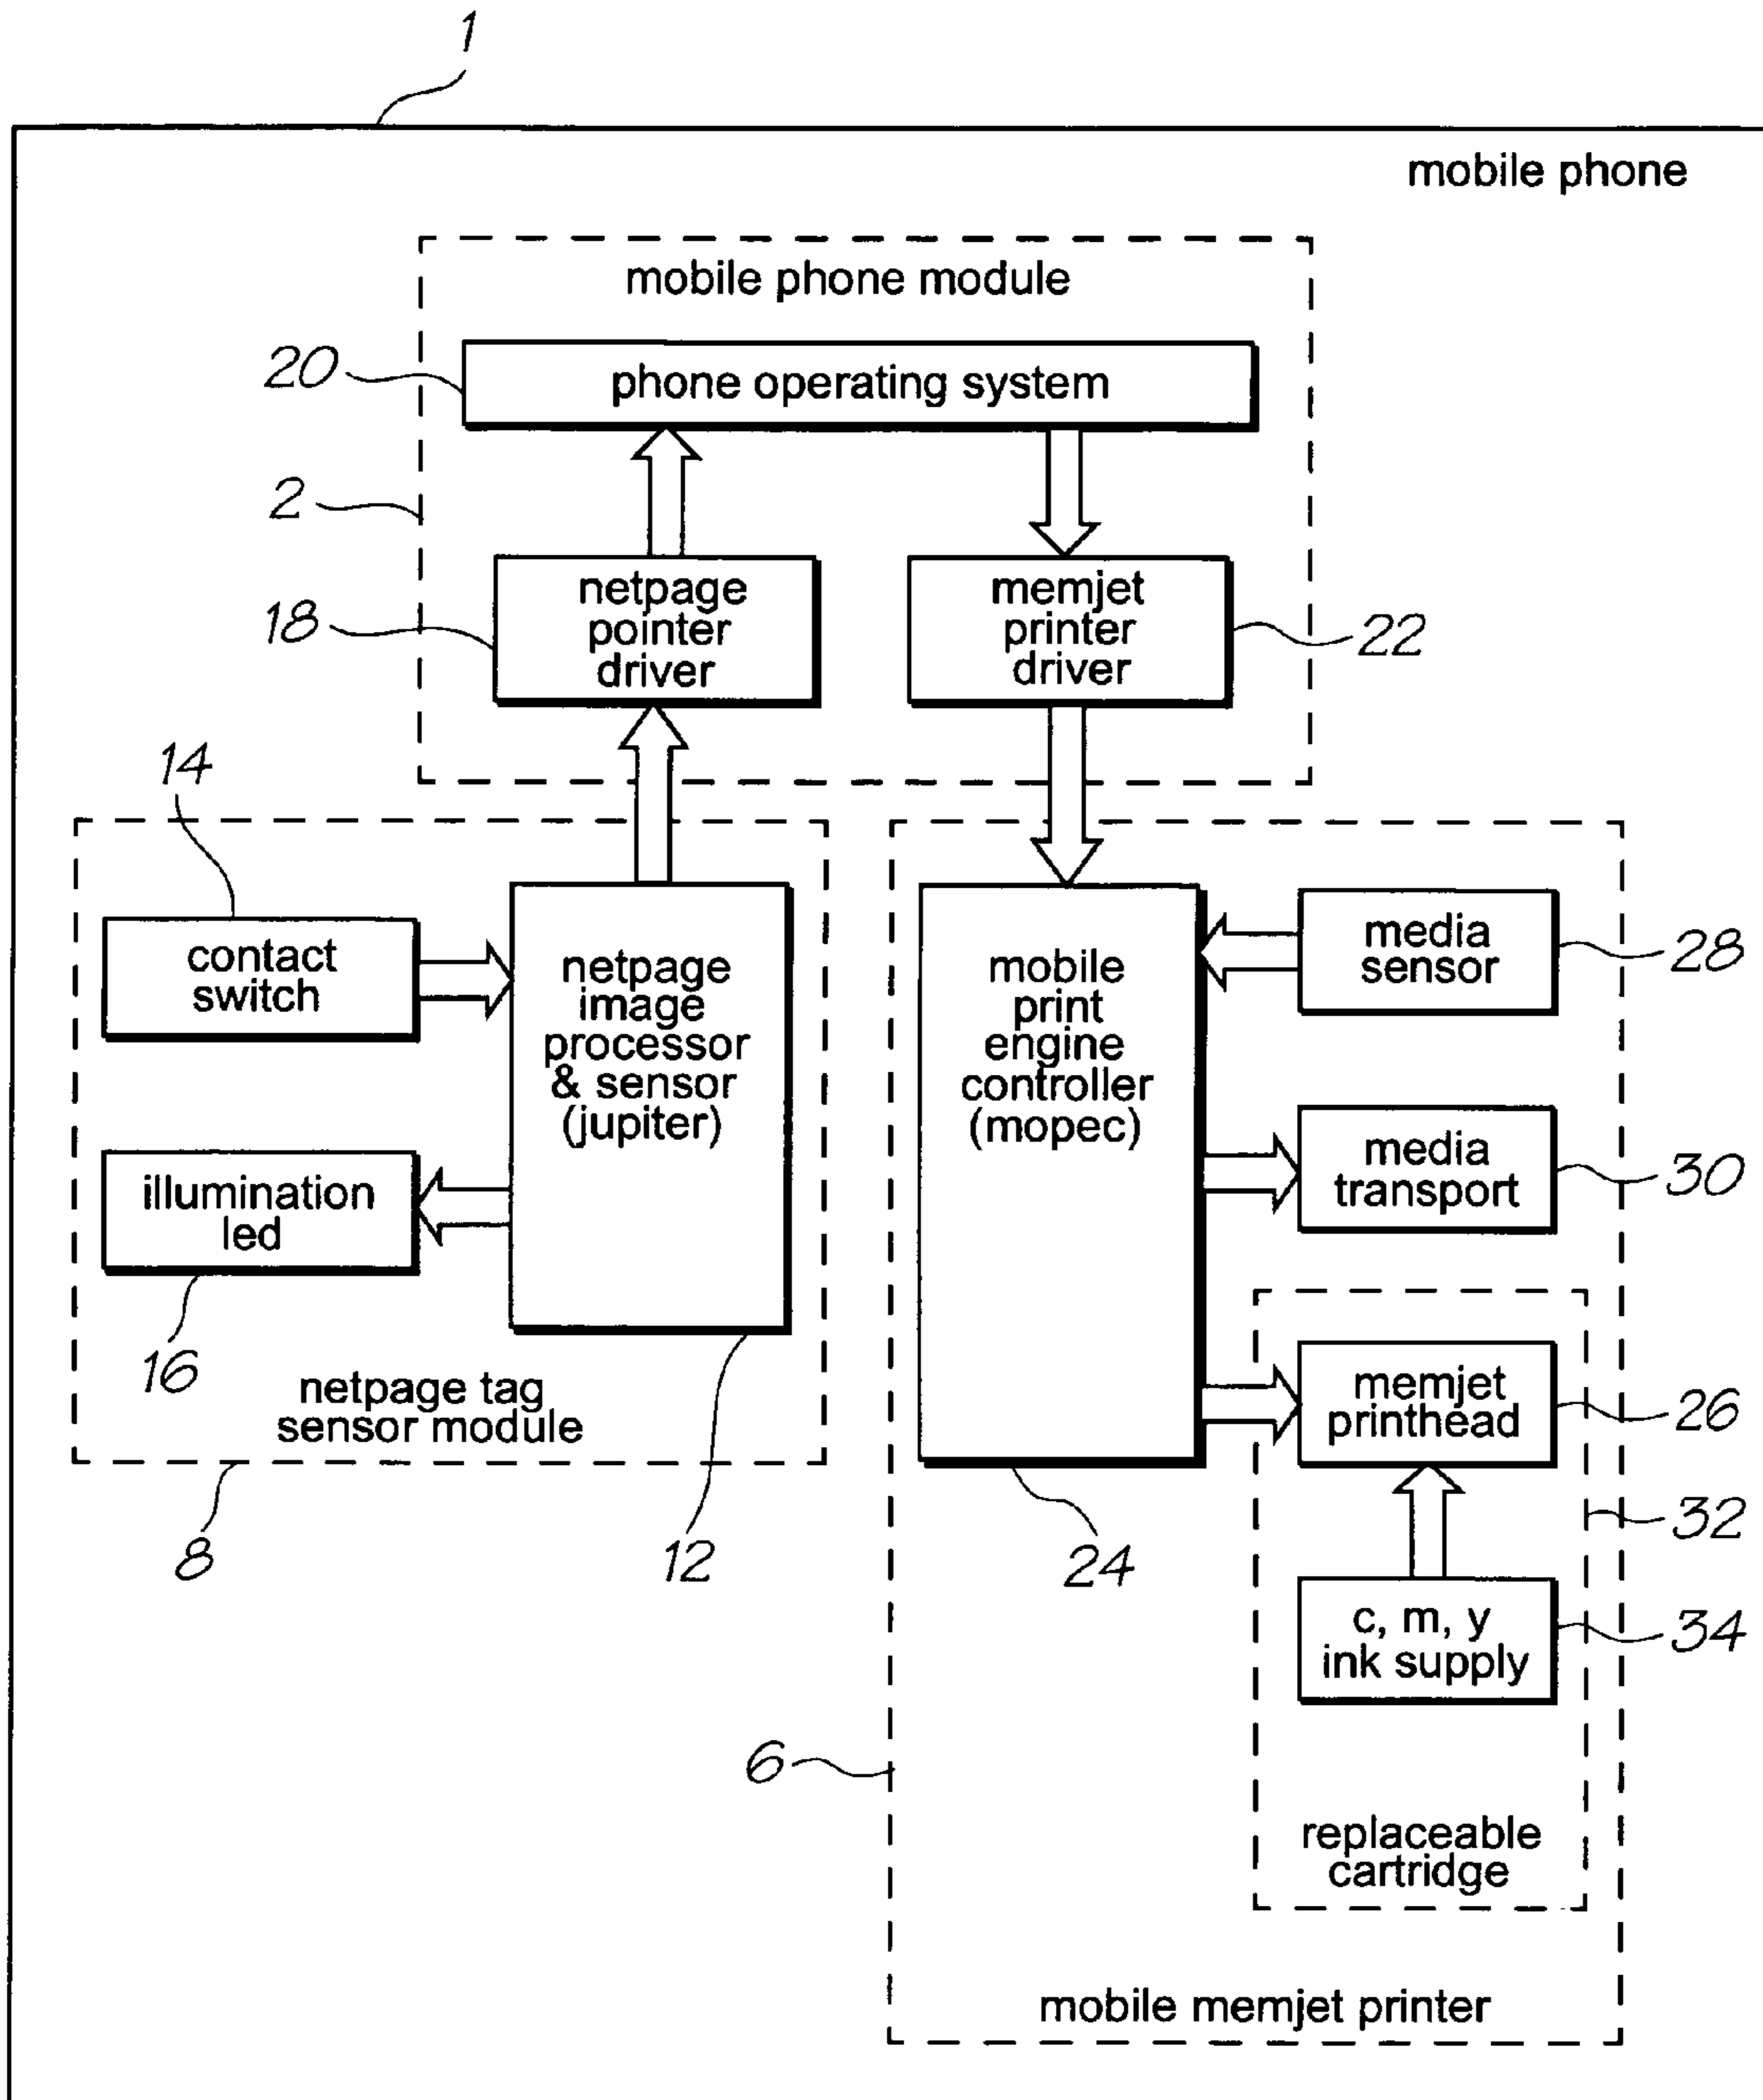 1
mobile phone
mobile phone module
20
phone operating system
2
18
netpage
pointer
driver
memjet
printer
driver
22
14
contact
switch
netpage
image
processor
& sensor
(jupiter)
illumination
led
16
netpage tag
sensor module
8
12
mobile
print
engine
controller
(mopec)
24
media
sensor
28
media
transport
30
memjet
printhead
26
32
c, m, y
ink supply
34
6
replaceable
cartridge
mobile memjet printer